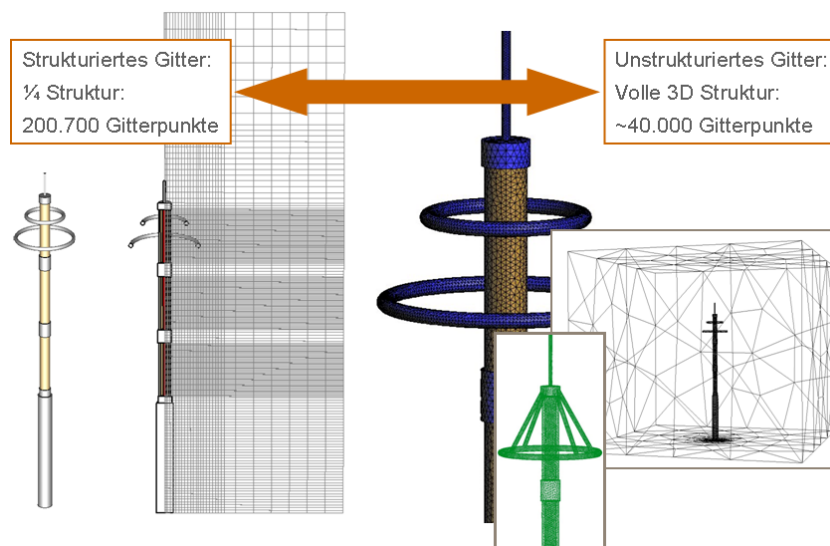 Strukturiertes Gitter:
¼ Struktur:
200.700 Gitterpunkte
Unstrukturiertes Gitter:
Volle 3D Struktur:
~40.000 Gitterpunkte